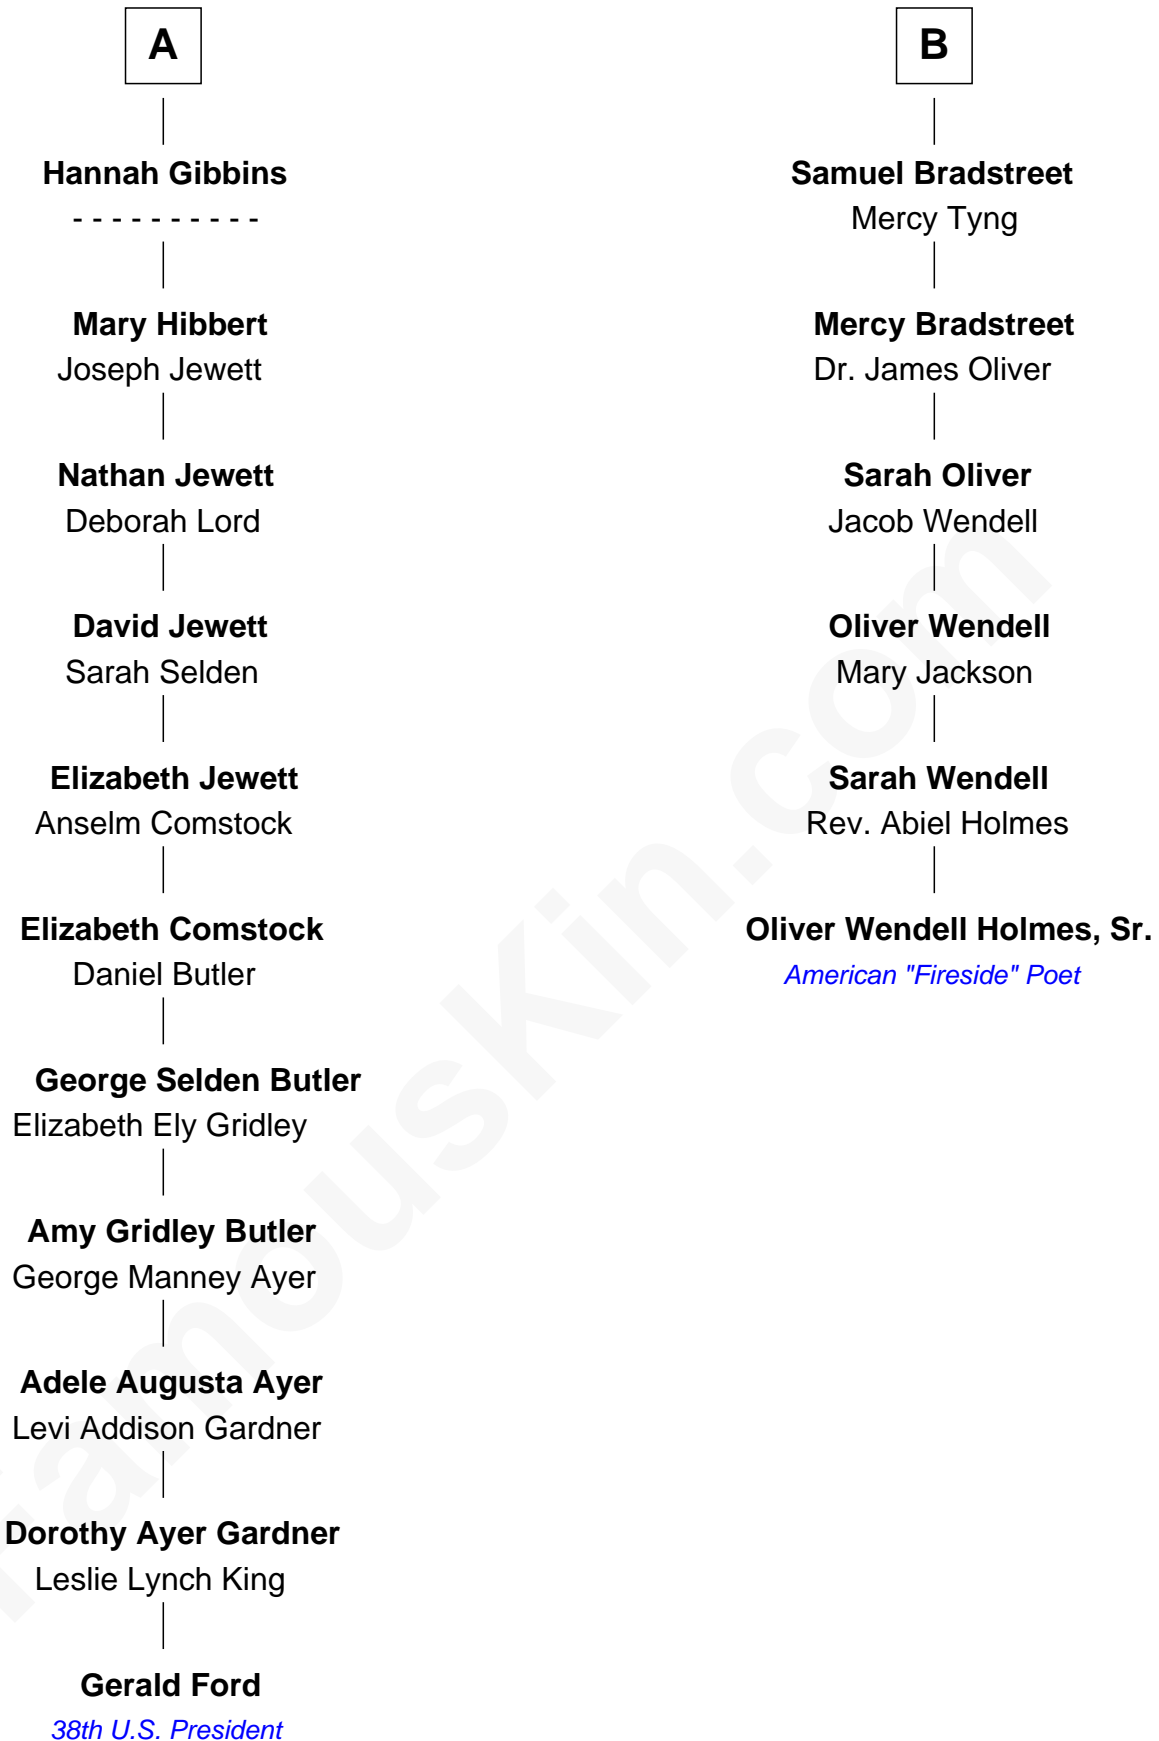 A
Hannah Gibbins
- - - - - - - - - -
Mary Hibbert
Joseph Jewett
Nathan Jewett
Deborah Lord
David Jewett
Sarah Selden
Elizabeth Jewett
Anselm Comstock
Elizabeth Comstock
Daniel Butler
George Selden Butler
Elizabeth Ely Gridley
Amy Gridley Butler
George Manney Ayer
Adele Augusta Ayer
Levi Addison Gardner
Dorothy Ayer Gardner
Leslie Lynch King
Gerald Ford
38th U.S. President
B
Samuel Bradstreet
Mercy Tyng
Mercy Bradstreet
Dr. James Oliver
Sarah Oliver
Jacob Wendell
Oliver Wendell
Mary Jackson
Sarah Wendell
Rev. Abiel Holmes
Oliver Wendell Holmes, Sr.
American "Fireside" Poet
FamousKin.com